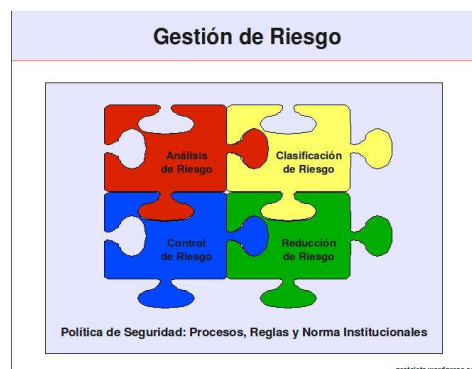 Gestión de Riesgo
Análisis
de Riesgo
Clasificación
de Riesgo
Control
de Riesgo
Reducción
de Riesgo
Política de Seguridad: Procesos, Reglas y Norma Institucionales